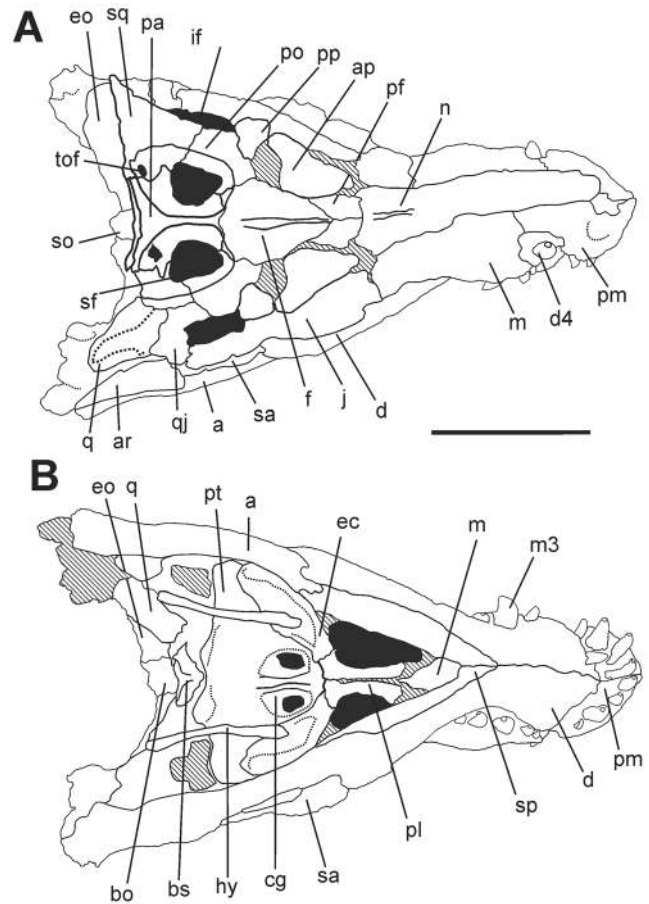 A
eo sq pa if po pp ap pf n
tof
so
sf
q ar qj a sa f j d m d4 pm
B
eo q pt a ec m m3
bo bs hy cg sa pl sp d pm